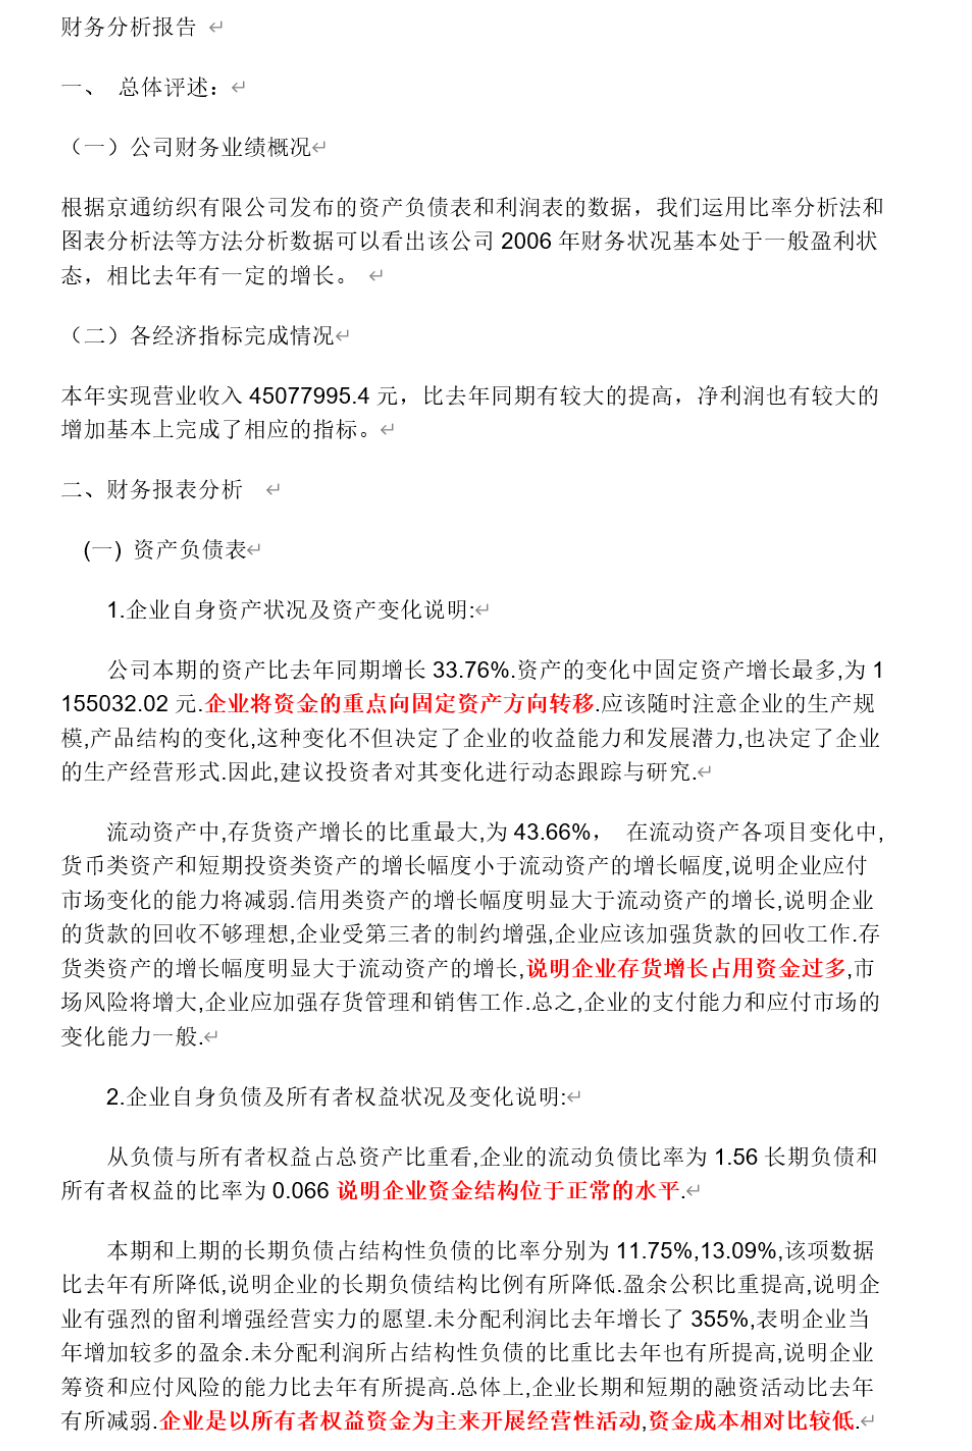 财务分析报告
一、 总体评述：
（一）公司财务业绩概况
根据京通纺织有限公司发布的资产负债表和利润表的数据，我们运用比率分析法和
图表分析法等方法分析数据可以看出该公司 2006 年财务状况基本处于一般盈利状
态，相比去年有一定的增长。
（二）各经济指标完成情况
本年实现营业收入 45077995.4 元，比去年同期有较大的提高，净利润也有较大的
增加基本上完成了相应的指标。
二、财务报表分析
(一) 资产负债表
1.企业自身资产状况及资产变化说明:
公司本期的资产比去年同期增长 33.76%.资产的变化中固定资产增长最多,为 1
155032.02 元.企业将资金的重点向固定资产方向转移.应该随时注意企业的生产规
模,产品结构的变化,这种变化不但决定了企业的收益能力和发展潜力,也决定了企业
的生产经营形式.因此,建议投资者对其变化进行动态跟踪与研究.
流动资产中,存货资产增长的比重最大,为 43.66%， 在流动资产各项目变化中,
货币类资产和短期投资类资产的增长幅度小于流动资产的增长幅度,说明企业应付
市场变化的能力将减弱.信用类资产的增长幅度明显大于流动资产的增长,说明企业
的货款的回收不够理想,企业受第三者的制约增强,企业应该加强货款的回收工作.存
货类资产的增长幅度明显大于流动资产的增长,说明企业存货增长占用资金过多,市
场风险将增大,企业应加强存货管理和销售工作.总之,企业的支付能力和应付市场的
变化能力一般.
2.企业自身负债及所有者权益状况及变化说明:
从负债与所有者权益占总资产比重看,企业的流动负债比率为 1.56 长期负债和
所有者权益的比率为 0.066 说明企业资金结构位于正常的水平.
本期和上期的长期负债占结构性负债的比率分别为 11.75%,13.09%,该项数据
比去年有所降低,说明企业的长期负债结构比例有所降低.盈余公积比重提高,说明企
业有强烈的留利增强经营实力的愿望.未分配利润比去年增长了 355%,表明企业当
年增加较多的盈余.未分配利润所占结构性负债的比重比去年也有所提高,说明企业
筹资和应付风险的能力比去年有所提高.总体上,企业长期和短期的融资活动比去年
有所减弱.企业是以所有者权益资金为主来开展经营性活动,资金成本相对比较低.